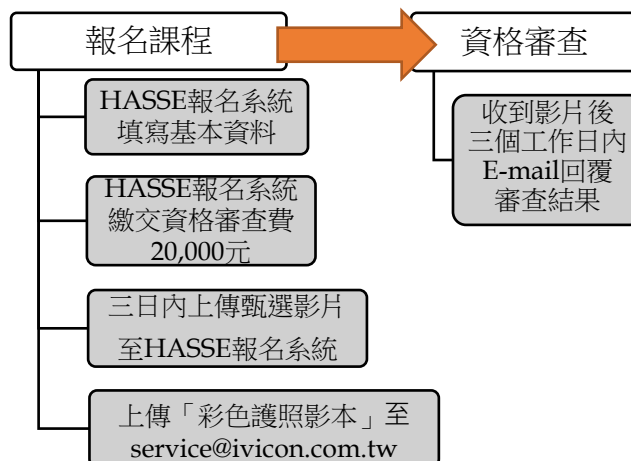 報名課程
HASSE報名系統
填寫基本資料
HASSE報名系統
繳交資格審查費
20,000元
三日內上傳甄選影片
至HASSE報名系統
上傳「彩色護照影本」至
service@ivicon.com.tw
資格審查
收到影片後
三個工作日內
E-mail回覆
審查結果